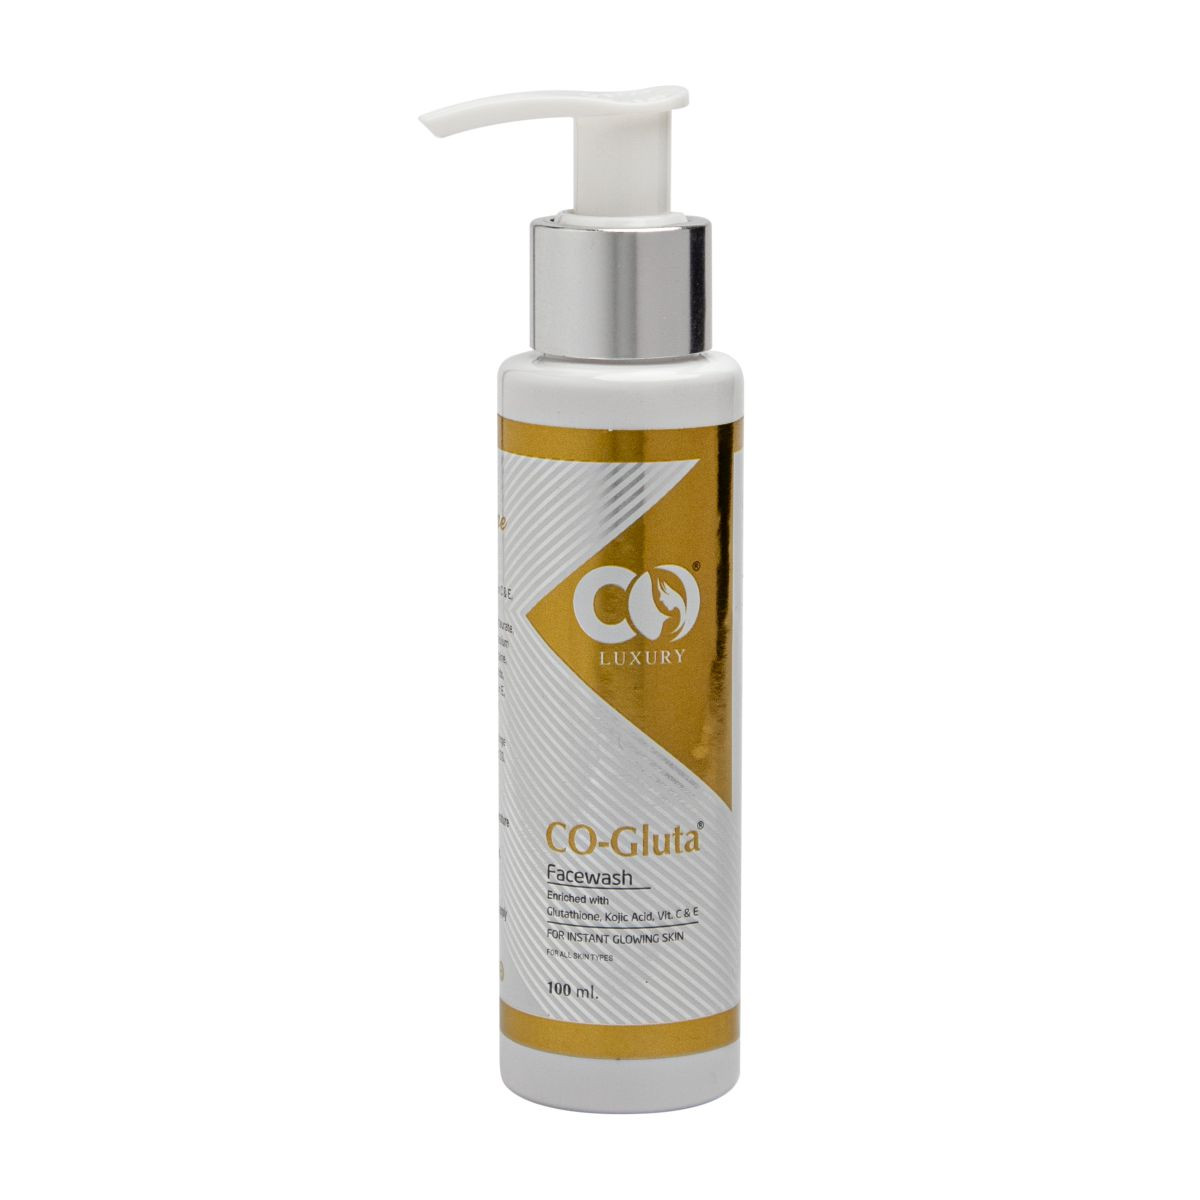 CO®
LUXURY
CO-Gluta®
Facewash
Enriched with
Glutathione, Kojic Acid, Vit. C & E
FOR INSTANT GLOWING SKIN
FOR ALL SKIN TYPES
100 ml.
C & E,